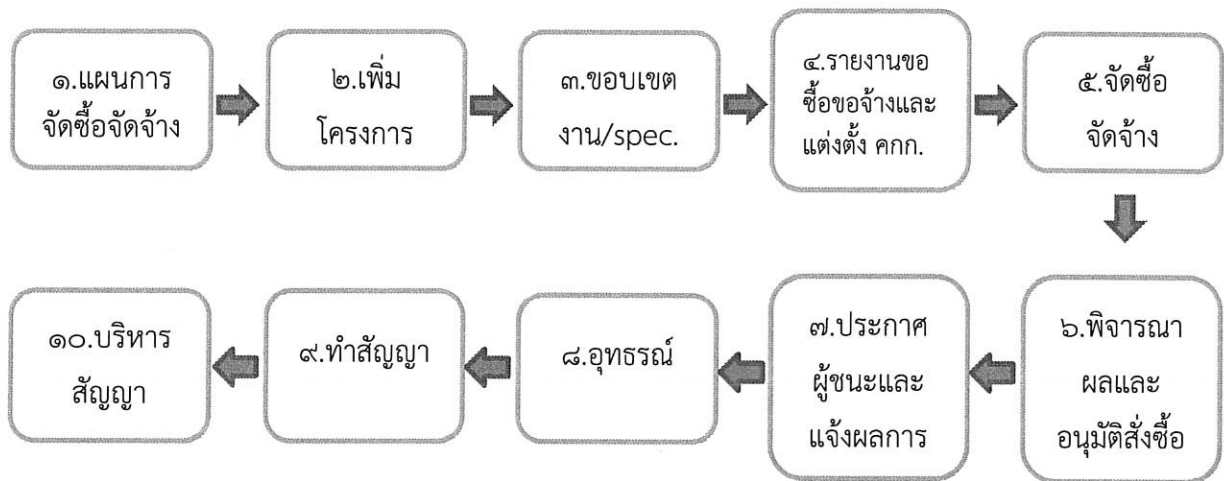 ๑.แผนการ
จัดซื้อจัดจ้าง
๒.เพิ่ม
โครงการ
๓.ขอบเขต
งาน/spec.
๔.รายงานขอ
ซื้อขอจ้างและ
แต่งตั้ง คกก.
๕.จัดซื้อ
จัดจ้าง
๖.พิจารณา
ผลและ
อนุมัติสั่งซื้อ
๗.ประกาศ
ผู้ชนะและ
แจ้งผลการ
๘.อุทธรณ์
๙.ทำสัญญา
๑๐.บริหาร
สัญญา